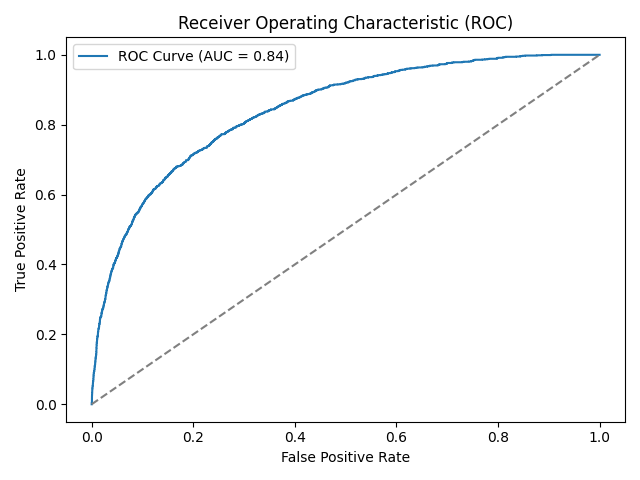 Receiver Operating Characteristic (ROC)
ROC Curve (AUC = 0.84)
True Positive Rate
1.0
0.8
0.6
0.4
0.2
0.0
0.0 0.2 0.4 0.6 0.8 1.0
False Positive Rate